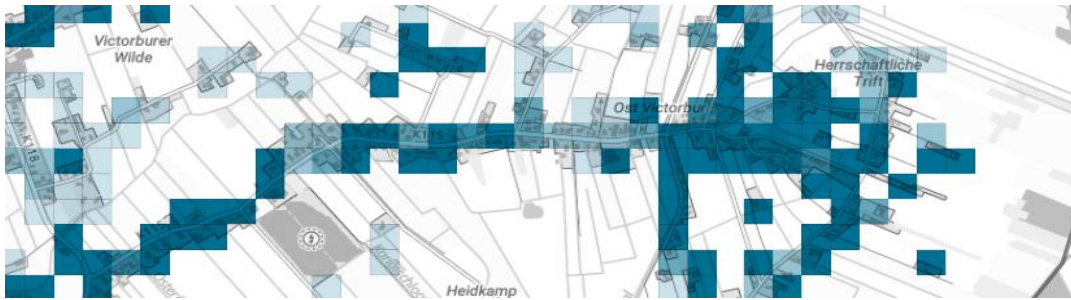 Victorburer
Wilde
Herrschaftliche
Trift
Ost Victorbur
K115
K118
Heidkamp